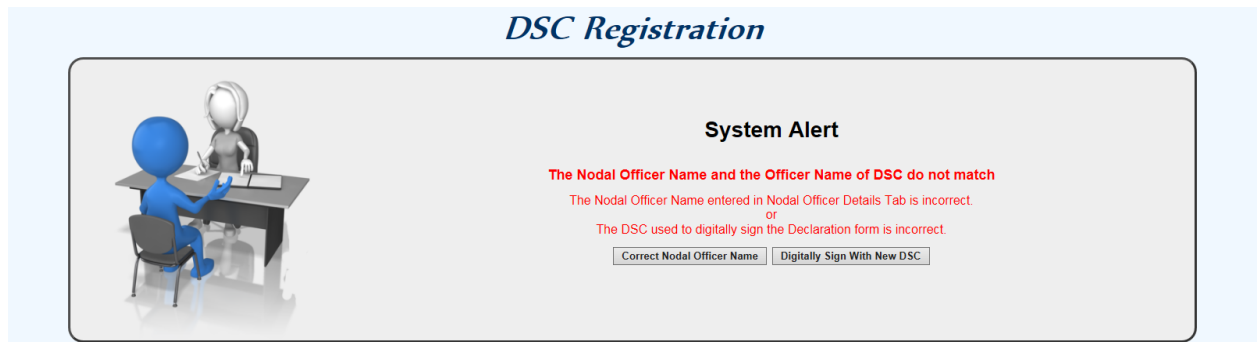 DSC Registration
System Alert
The Nodal Officer Name and the Officer Name of DSC do not match
The Nodal Officer Name entered in Nodal Officer Details Tab is incorrect.
or
The DSC used to digitally sign the Declaration form is incorrect.
Correct Nodal Officer Name Digitally Sign With New DSC